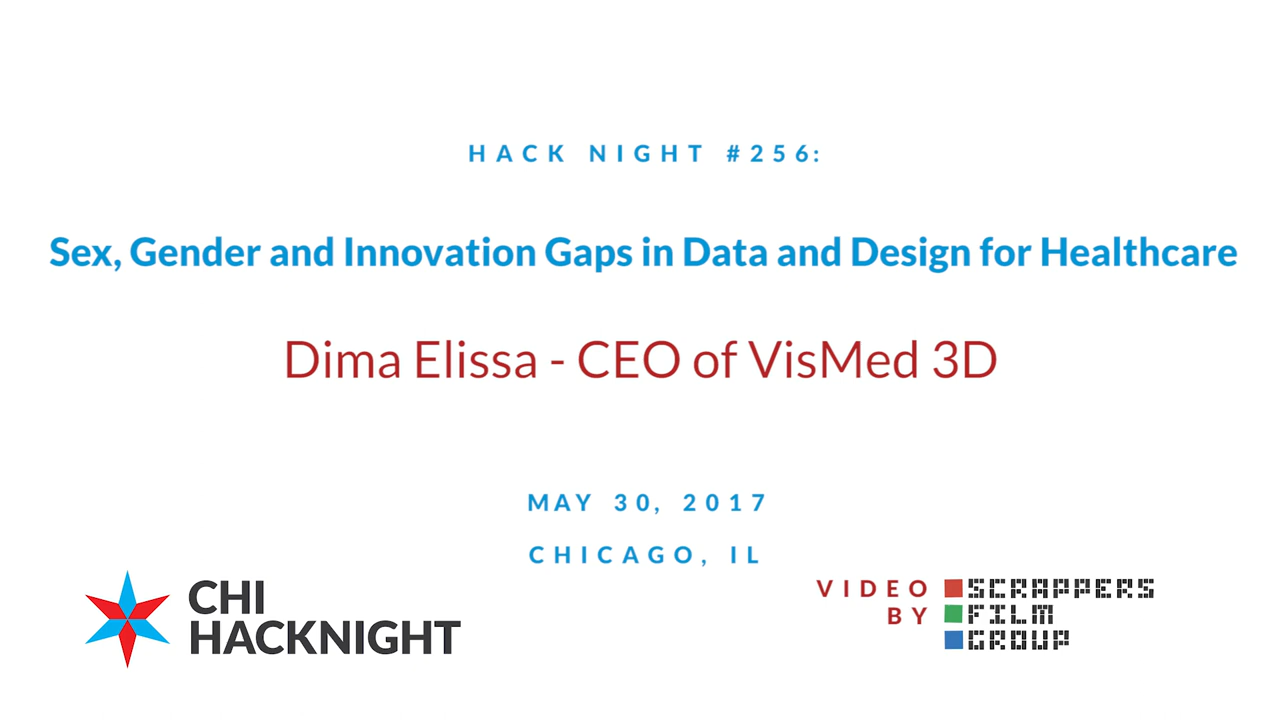 HACK NIGHT #256:
Sex, Gender and Innovation Gaps in Data and Design for Healthcare
Dima Elissa - CEO of VisMed 3D
MAY 30, 2017
CHICAGO, IL
CHI
HACKNIGHT
VIDEO
BY
SCRAPPERS
FILM
GROUP